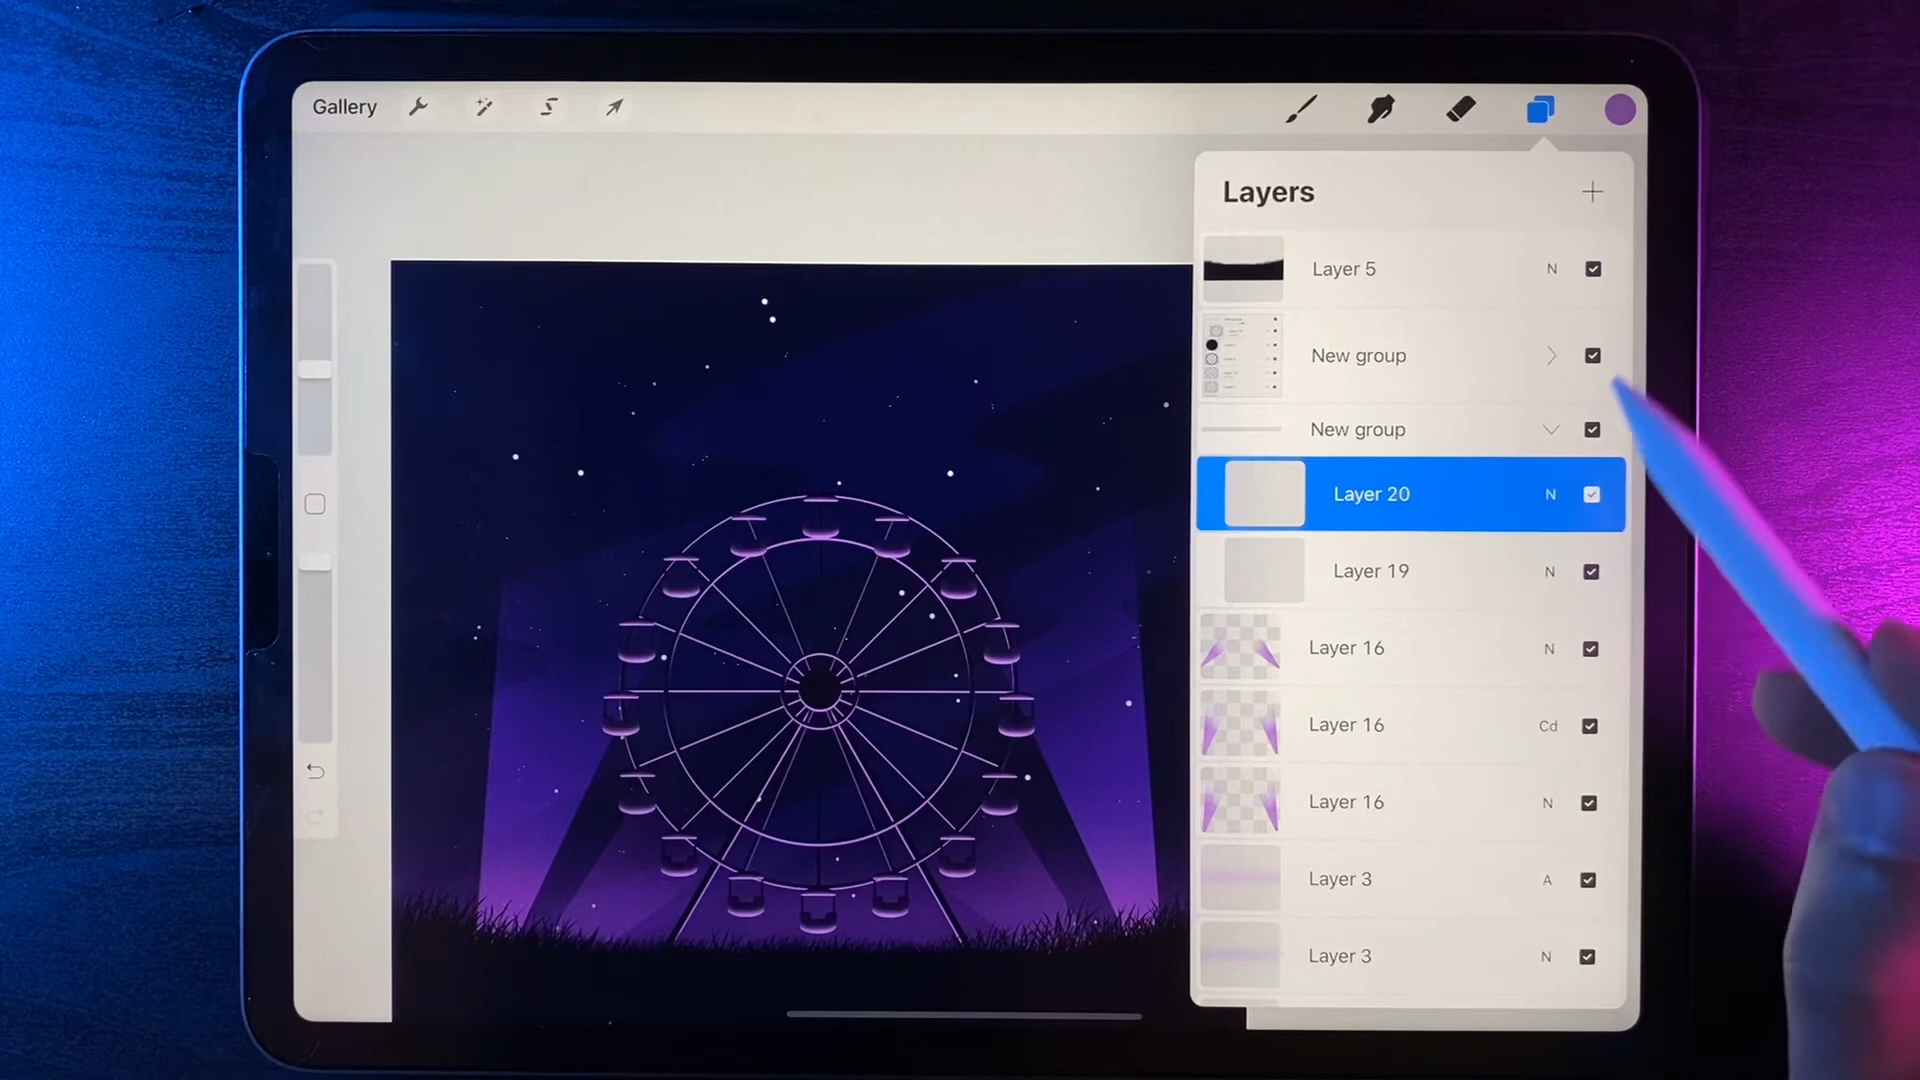 Gallery
Layers
Layer 5 N
New group
New group
Layer 20 N
Layer 19 N
Layer 16 N
Layer 16 Cd
Layer 16 N
Layer 3 A
Layer 3 N